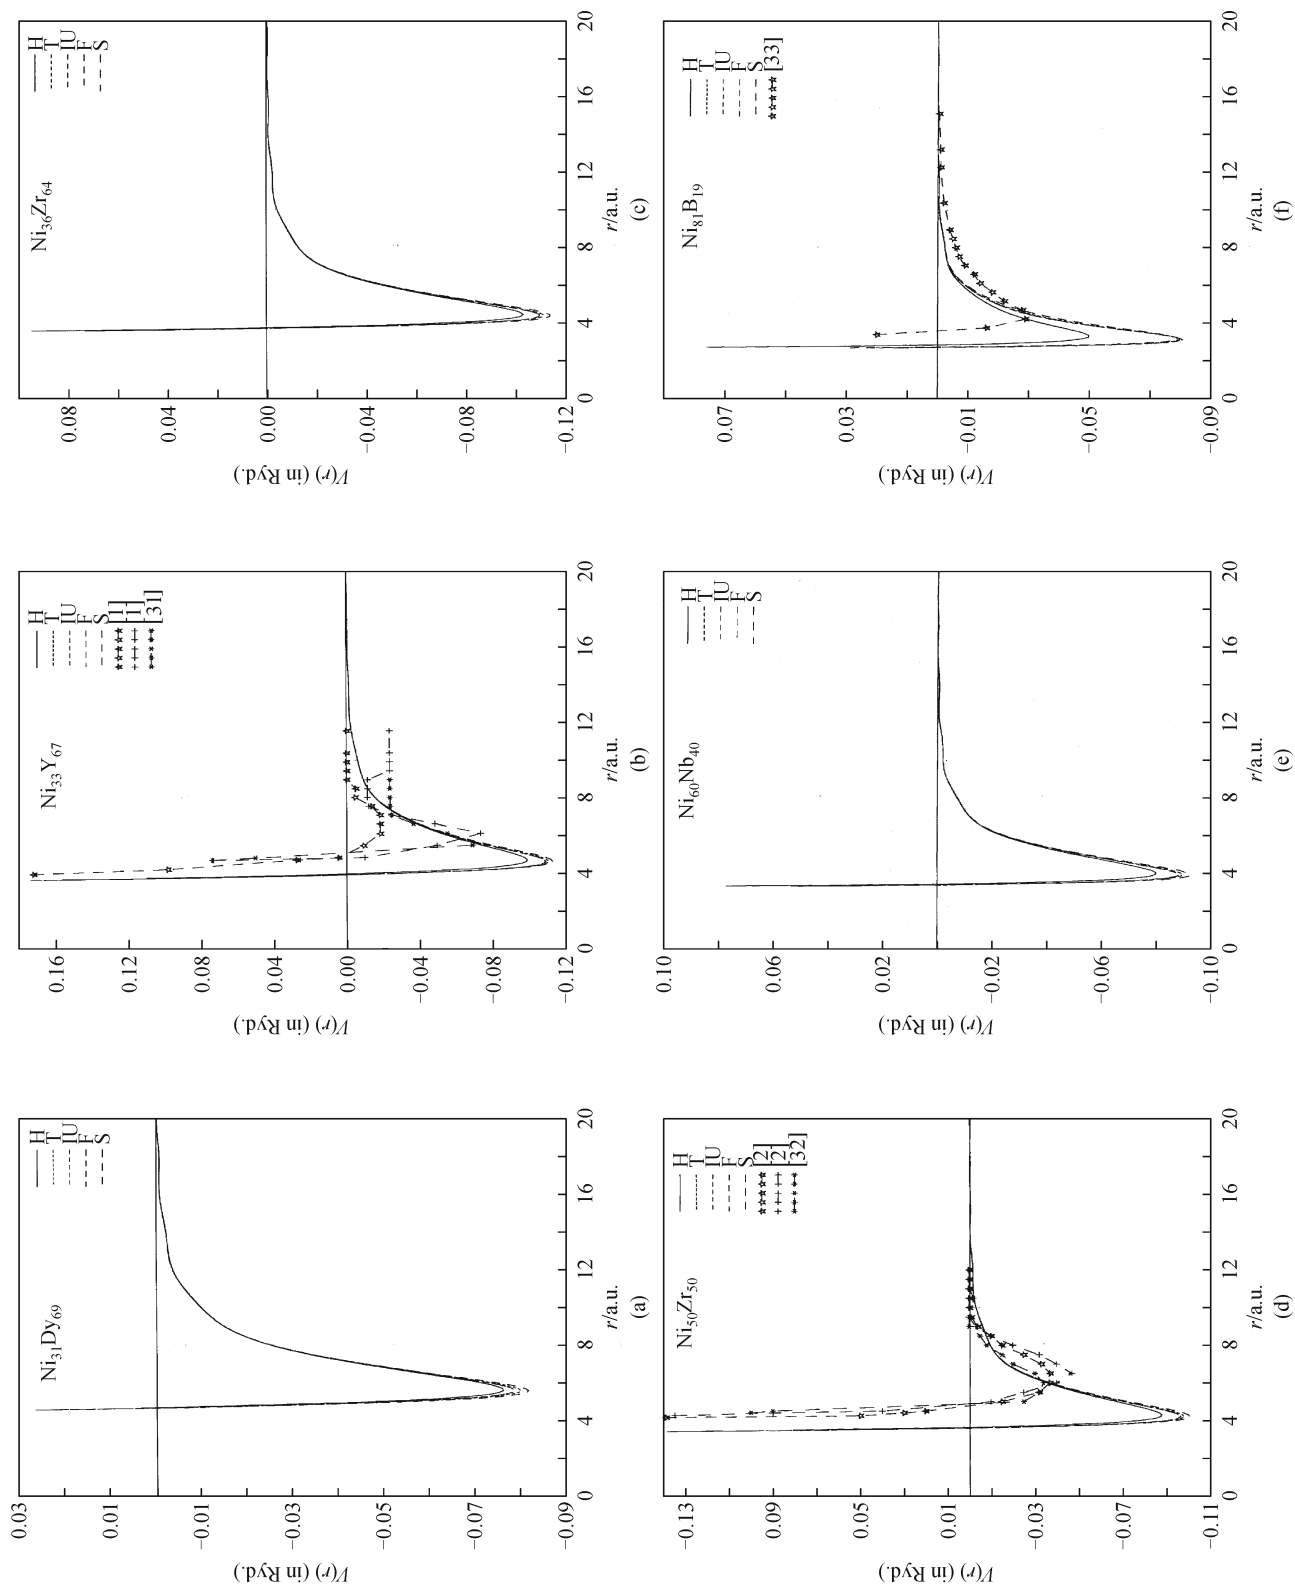 Ni31Dy69
H
T
IU
F
S
0.03
0.01
−0.01
−0.03
−0.05
−0.07
−0.09
V(r) (in Ryd.)
0 4 8 12 16 20
r/a.u.
(a)
Ni33Y67
H
T
IU
F
S
[1]
[1]
[31]
0.16
0.12
0.08
0.04
0.00
−0.04
−0.08
−0.12
V(r) (in Ryd.)
0 4 8 12 16 20
r/a.u.
(b)
Ni36Zr64
H
T
IU
F
S
0.08
0.04
0.00
−0.04
−0.08
−0.12
V(r) (in Ryd.)
0 4 8 12 16 20
r/a.u.
(c)
Ni50Zr50
H
T
IU
F
S
[2]
[2]
[32]
−0.13
0.09
0.05
0.01
−0.03
−0.07
−0.11
V(r) (in Ryd.)
0 4 8 12 16 20
r/a.u.
(d)
Ni60Nb40
H
T
IU
F
S
0.10
0.06
0.02
−0.02
−0.06
−0.10
V(r) (in Ryd.)
0 4 8 12 16 20
r/a.u.
(e)
Ni81B19
H
T
IU
F
S
[33]
0.07
0.03
−0.01
−0.05
−0.09
V(r) (in Ryd.)
0 4 8 12 16 20
r/a.u.
(f)